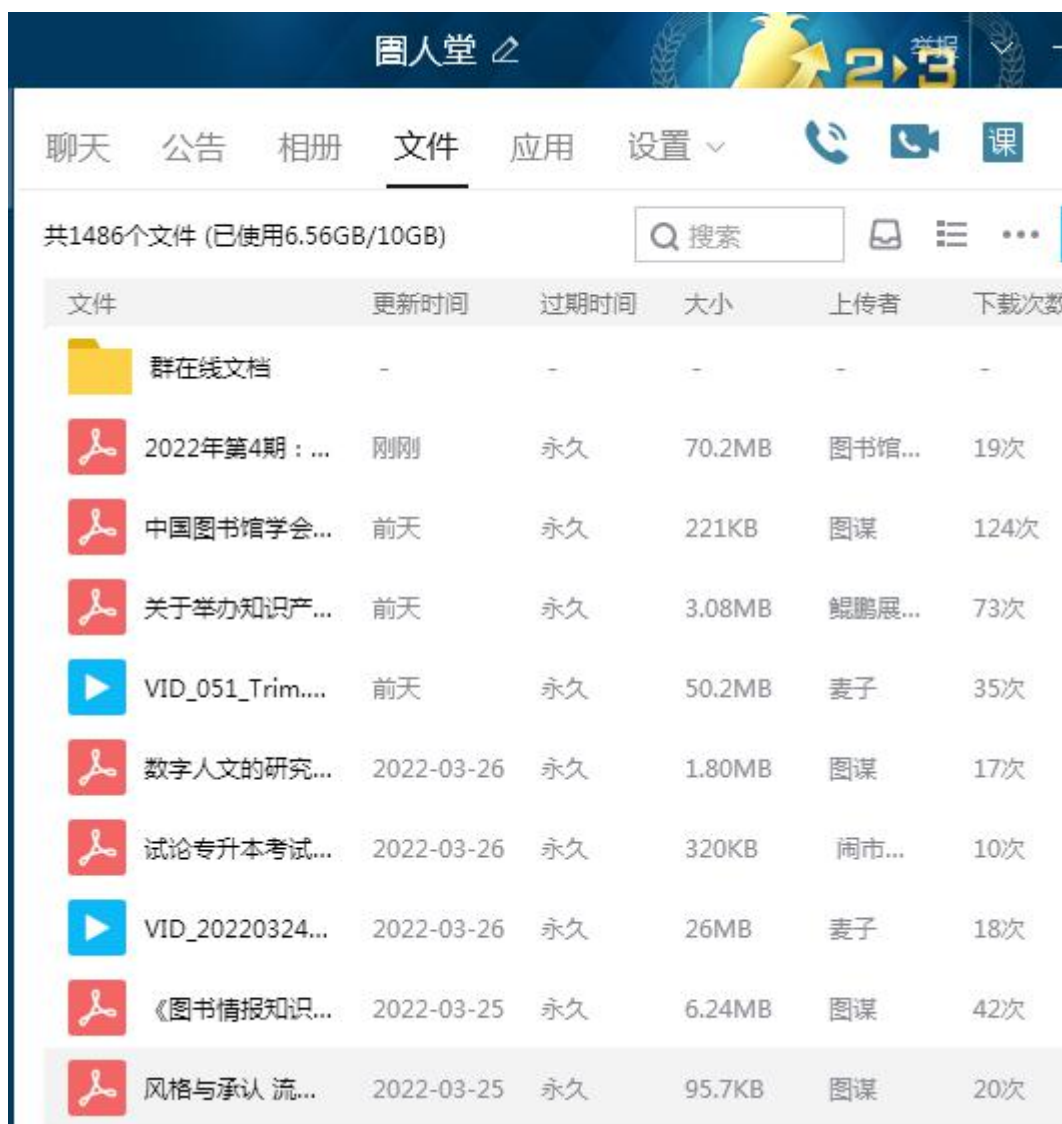 圕人堂
2 3
举报
聊天 公告 相册 文件 应用 设置 课
共1486个文件 (已使用6.56GB/10GB) 搜索
文件 更新时间 过期时间 大小 上传者 下载次数
群在线文档 - - - - -
2022年第4期：... 刚刚 永久 70.2MB 图书馆... 19次
中国图书馆学会... 前天 永久 221KB 图谋 124次
关于举办知识产... 前天 永久 3.08MB 鲲鹏展... 73次
VID_051_Trim.... 前天 永久 50.2MB 麦子 35次
数字人文的研究... 2022-03-26 永久 1.80MB 图谋 17次
试论专升本考试... 2022-03-26 永久 320KB 闹市... 10次
VID_20220324... 2022-03-26 永久 26MB 麦子 18次
《图书情报知识... 2022-03-25 永久 6.24MB 图谋 42次
风格与承认 流... 2022-03-25 永久 95.7KB 图谋 20次